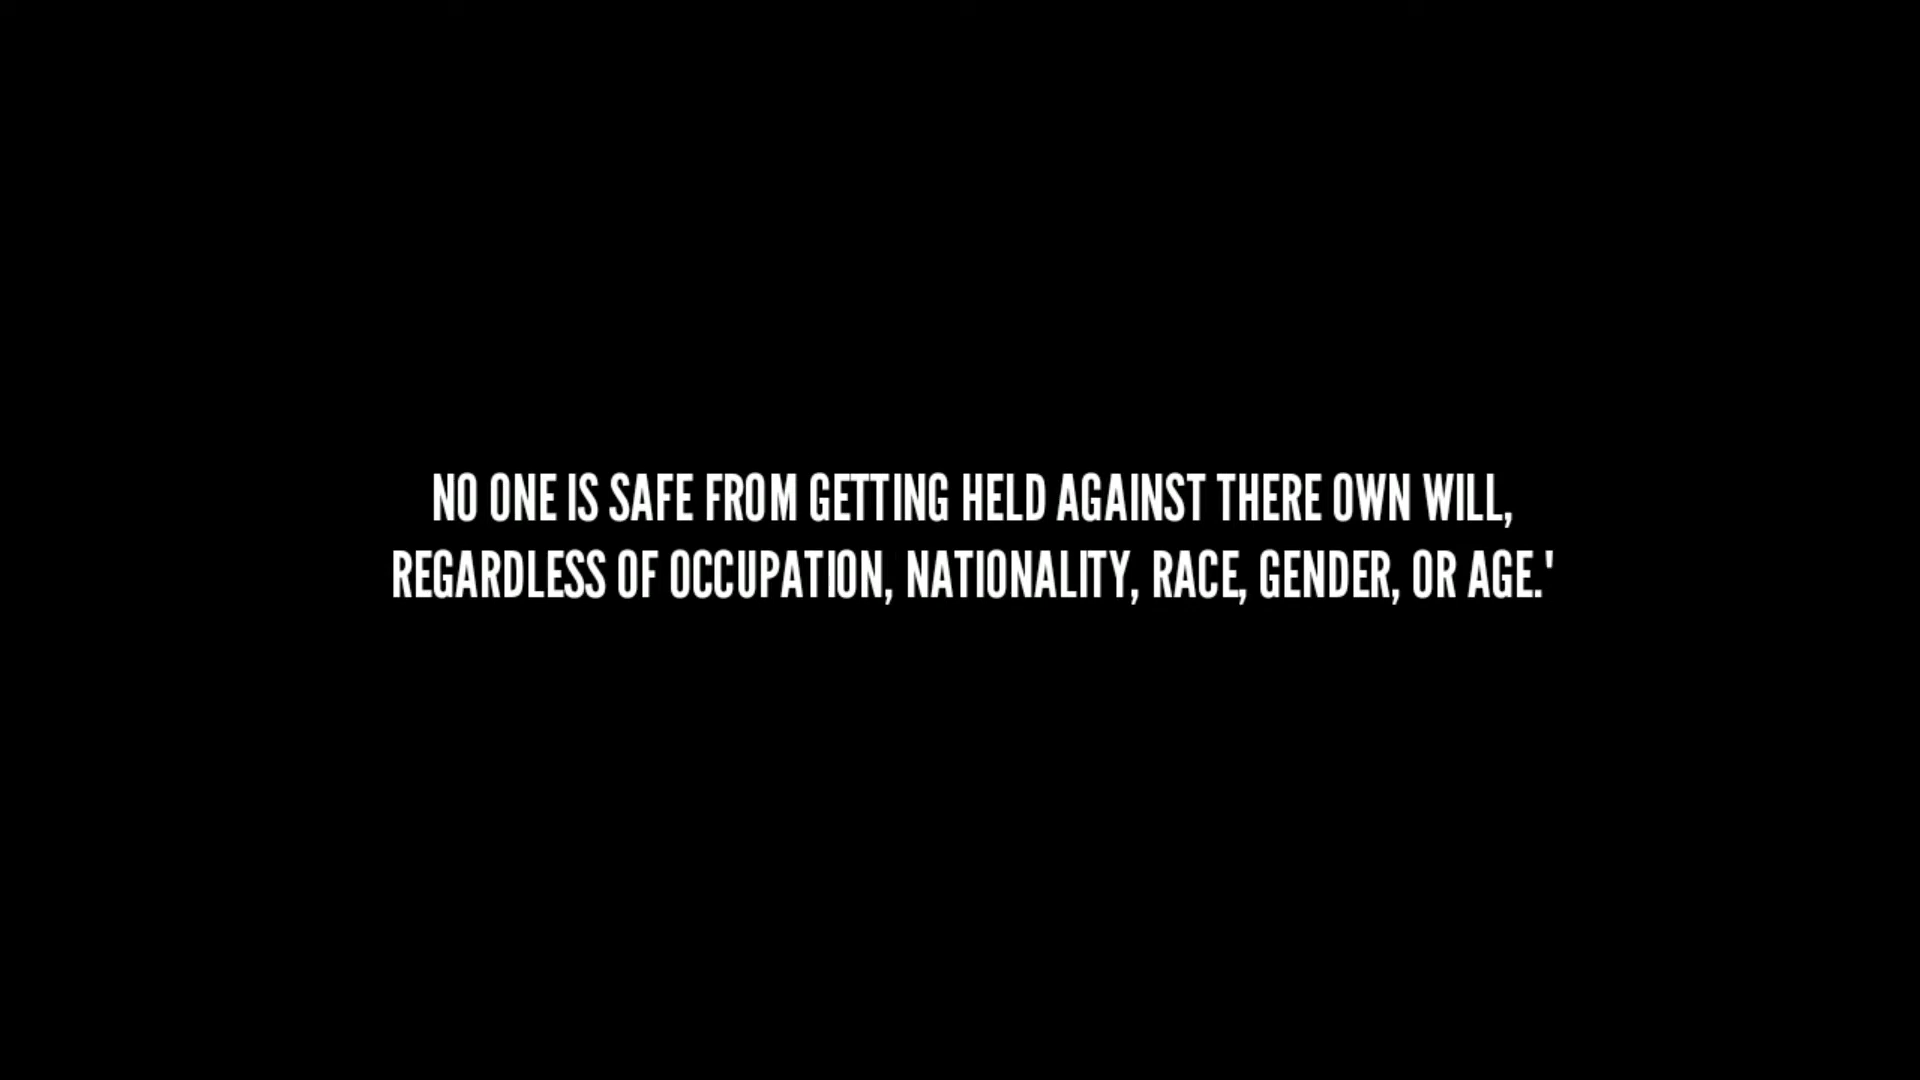 NO ONE IS SAFE FROM GETTING HELD AGAINST THERE OWN WILL,
REGARDLESS OF OCCUPATION, NATIONALITY, RACE, GENDER, OR AGE.'